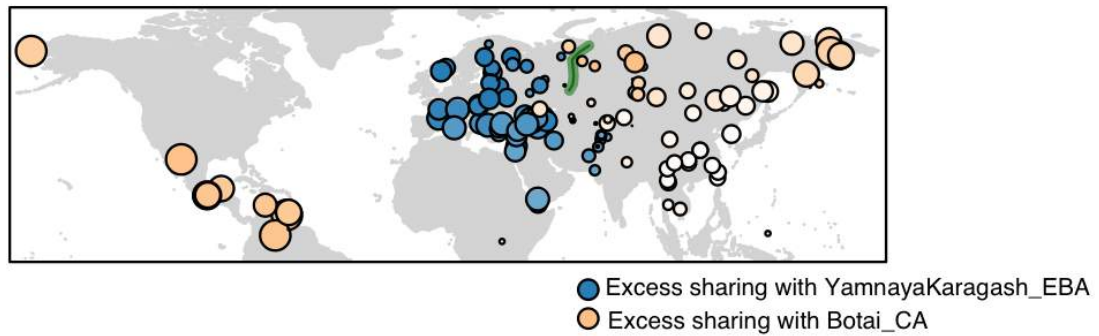 Excess sharing with YamnayaKaragash_EBA
Excess sharing with Botai_CA